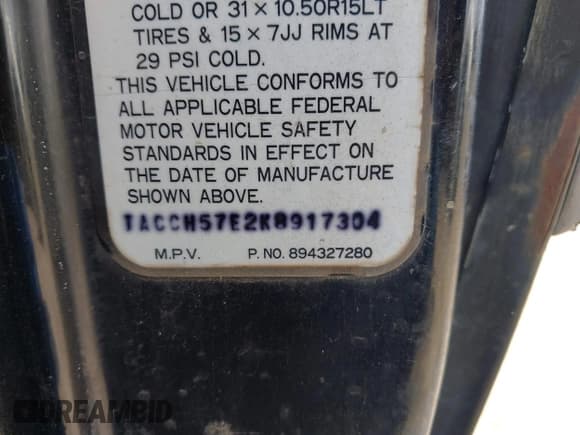 COLD OR 31 × 10.50R15LT
TIRES & 15 × 7JJ RIMS AT
29 PSI COLD.
THIS VEHICLE CONFORMS TO
ALL APPLICABLE FEDERAL
MOTOR VEHICLE SAFETY
STANDARDS IN EFFECT ON
THE DATE OF MANUFACTURE
SHOWN ABOVE.
JACCH57E2K8917304
M.P.V. P. NO. 894327280
DREAMBID